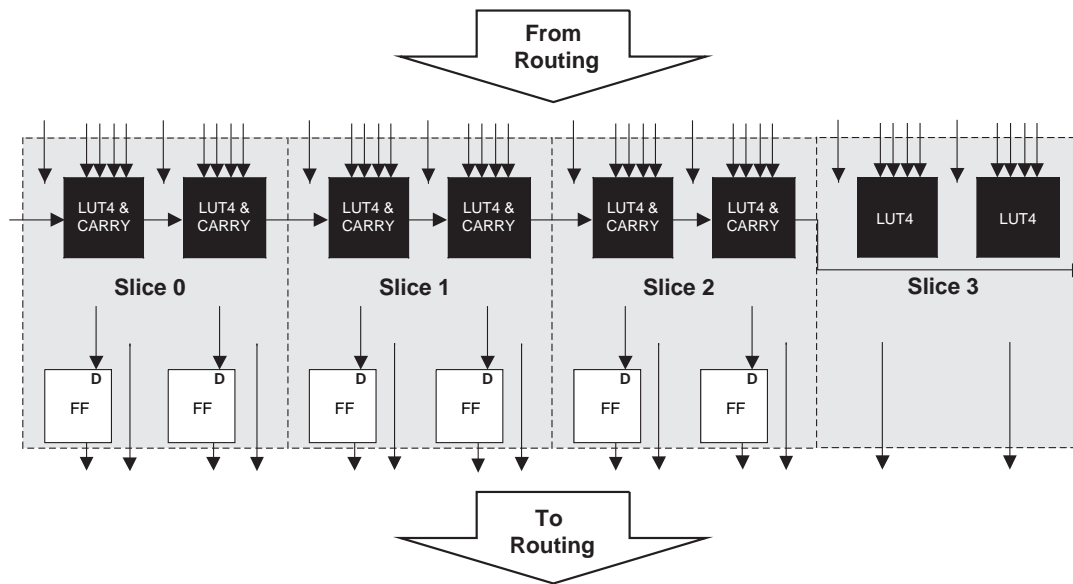 From
Routing
LUT4 &
CARRY
LUT4 &
CARRY
LUT4 &
CARRY
LUT4 &
CARRY
LUT4 &
CARRY
LUT4 &
CARRY
LUT4
LUT4
Slice 0
Slice 1
Slice 2
Slice 3
D
FF
D
FF
D
FF
D
FF
D
FF
D
FF
To
Routing